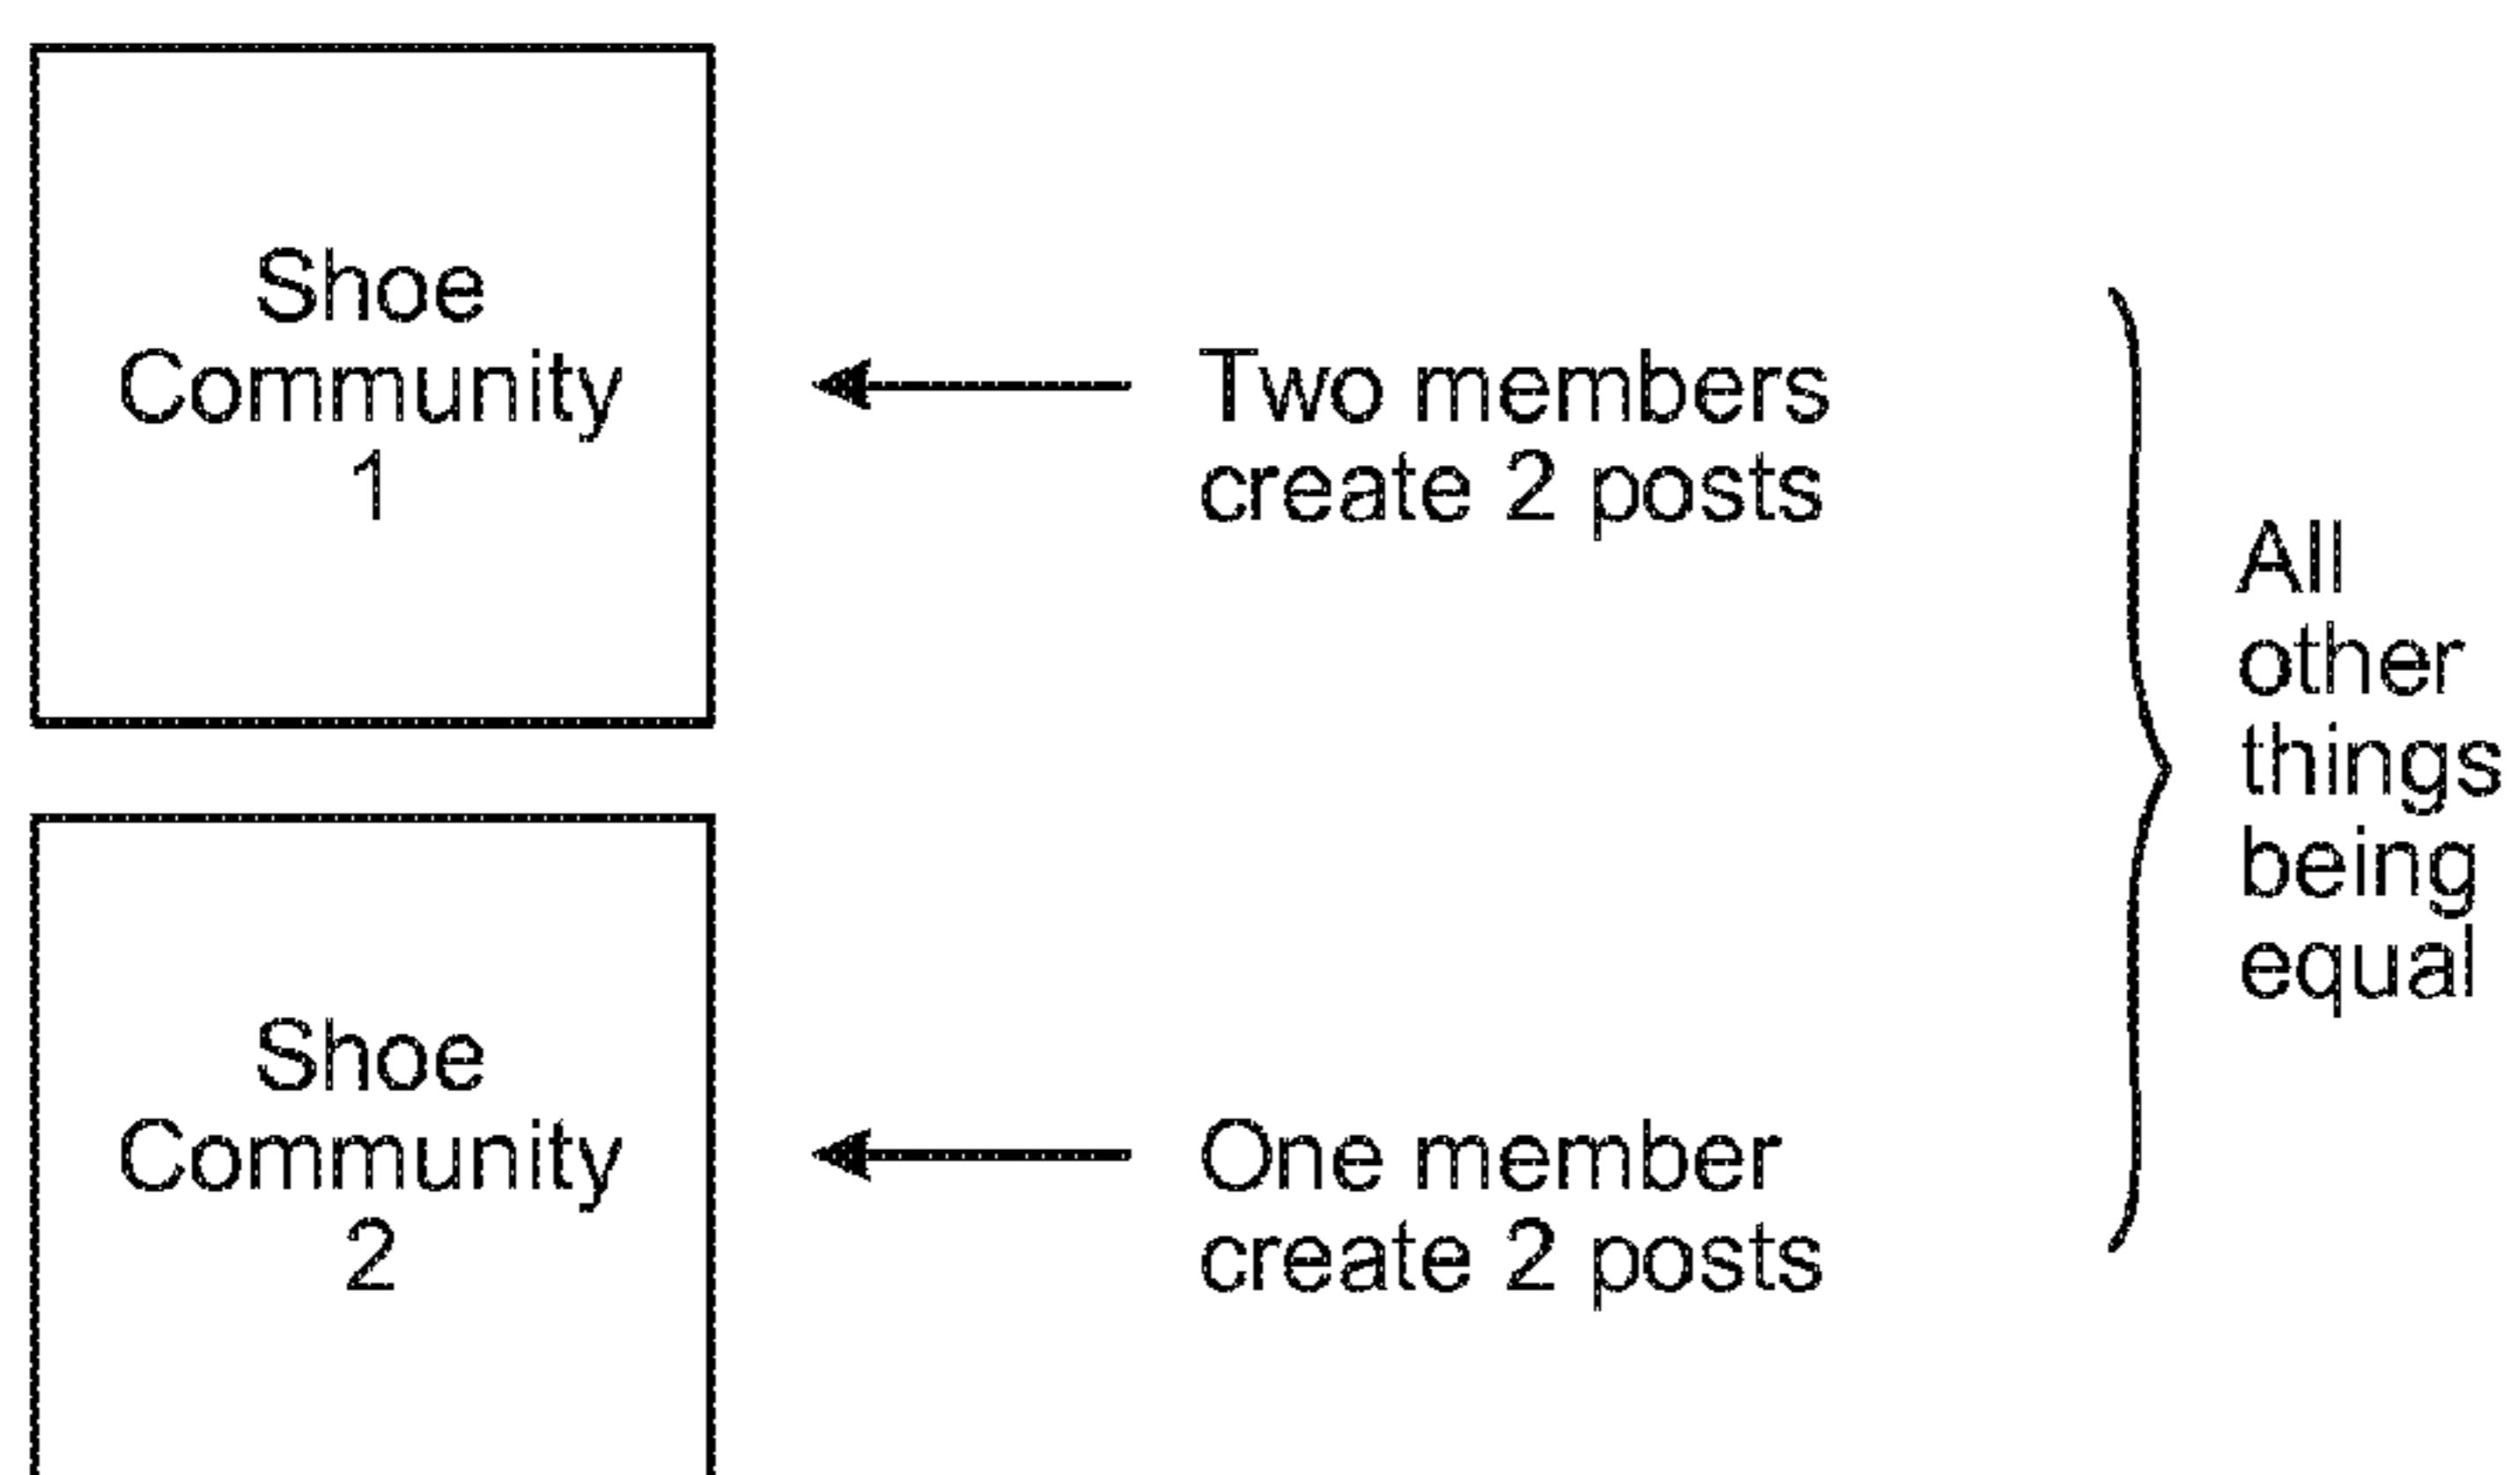 Shoe
Community
1
Two members
create 2 posts
Shoe
Community
2
One member
create 2 posts
All
other
things
being
equal